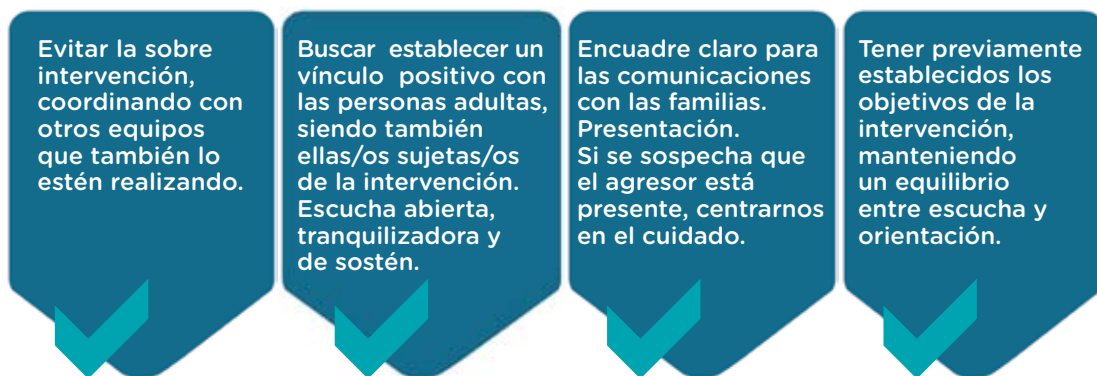 Evitar la sobre
intervención,
coordinando con
otros equipos
que también lo
estén realizando.
Buscar establecer un
vínculo positivo con
las personas adultas,
siendo también
ellas/os sujetas/os
de la intervención.
Escucha abierta,
tranquilizadora y
de sostén.
Encuadre claro para
las comunicaciones
con las familias.
Presentación.
Si se sospecha que
el agresor está
presente, centrarnos
en el cuidado.
Tener previamente
establecidos los
objetivos de la
intervención,
manteniendo
un equilibrio
entre escucha y
orientación.